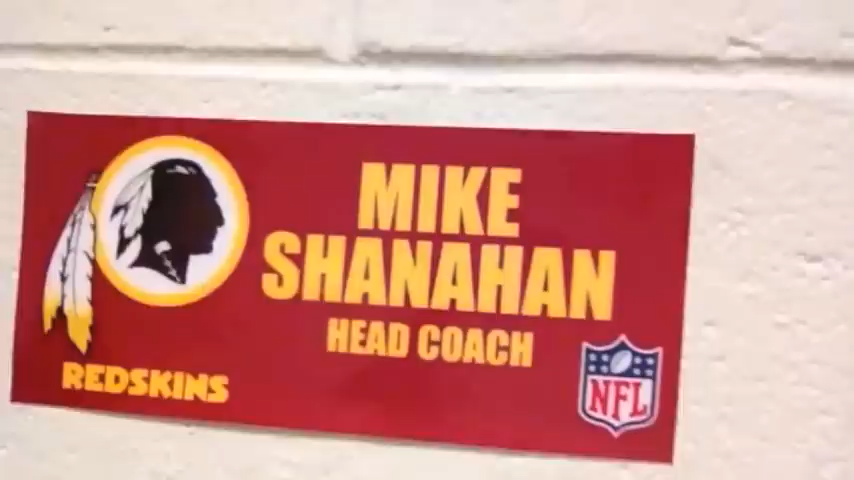 MIKE
SHANAHAN
HEAD COACH
REDSKINS
NFL